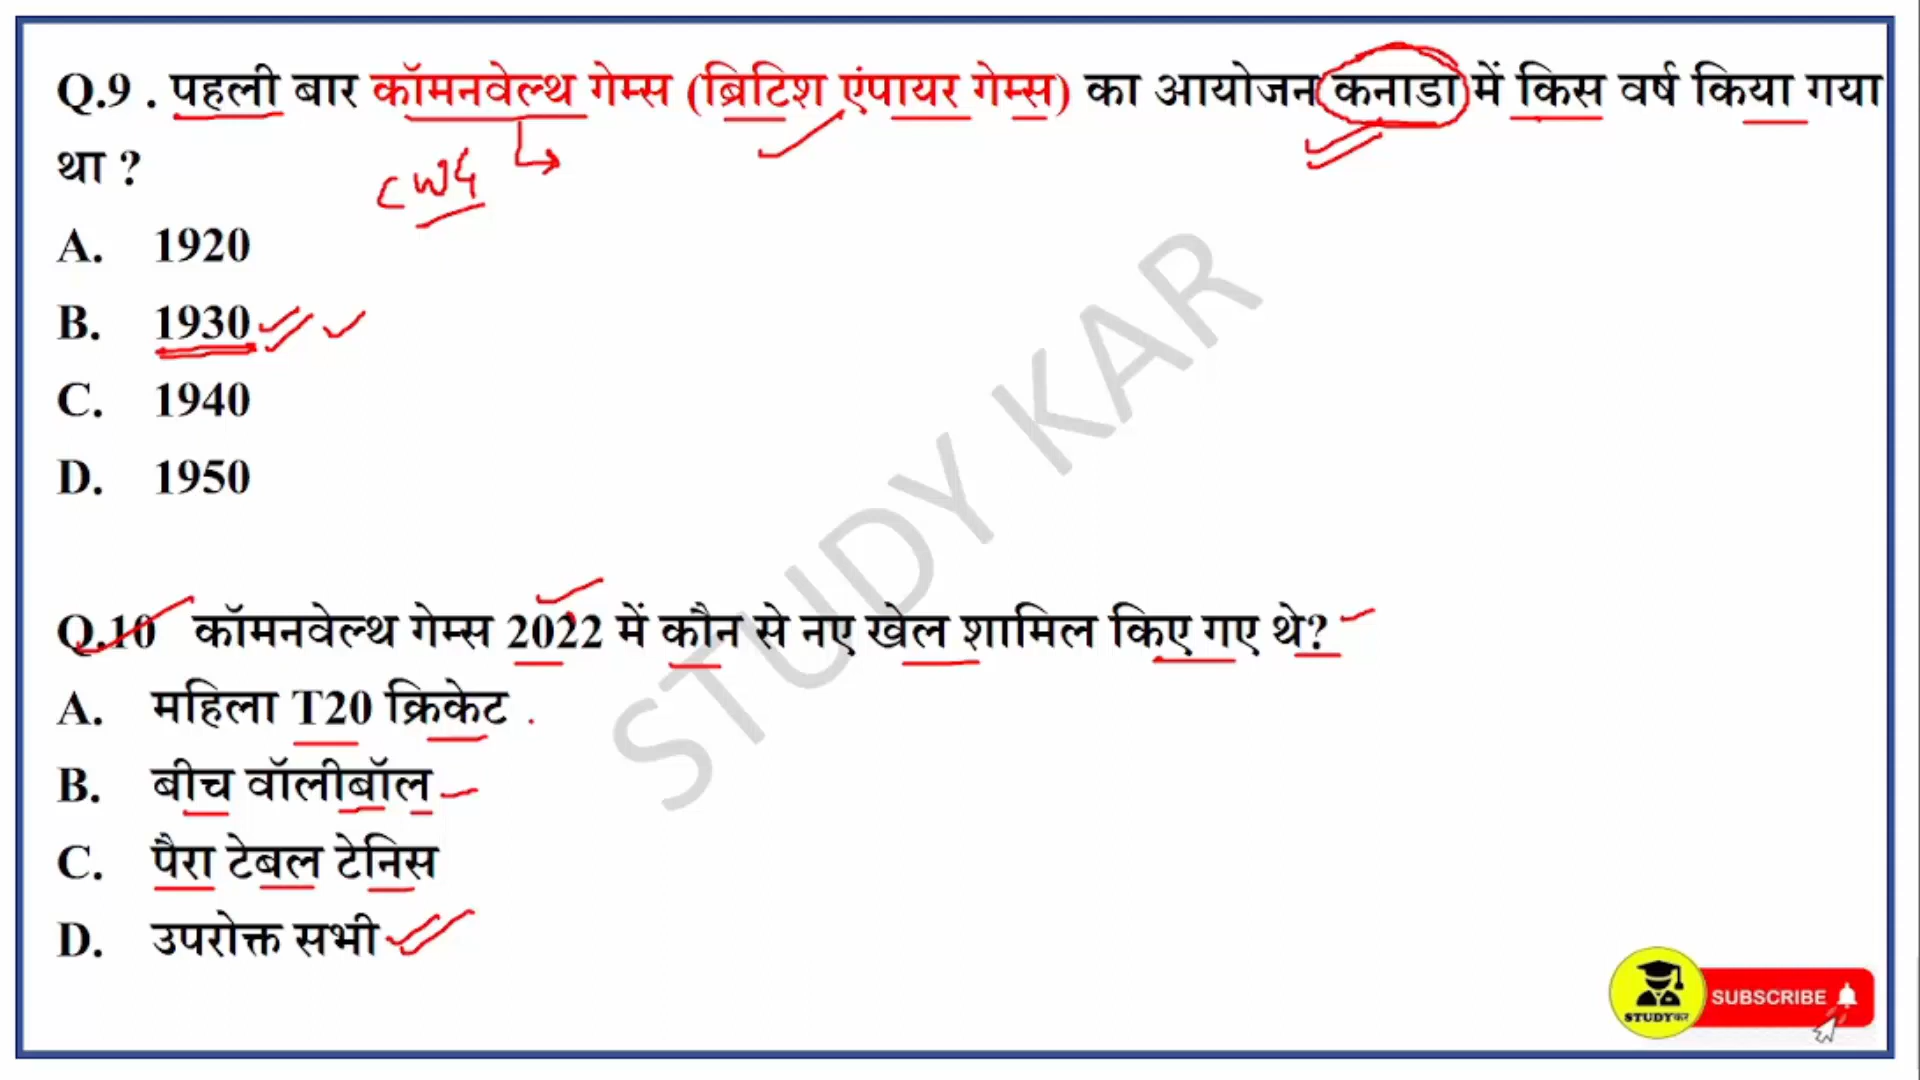 Q.9 . पहली बार कॉमनवेल्थ गेम्स (ब्रिटिश एंपायर गेम्स) का आयोजन कनाडा में किस वर्ष किया गया
था ?
A. 1920
B. 1930
C. 1940
D. 1950
Q.10 कॉमनवेल्थ गेम्स 2022 में कौन से नए खेल शामिल किए गए थे?
A. महिला T20 क्रिकेट
B. बीच वॉलीबॉल
C. पैरा टेबल टेनिस
D. उपरोक्त सभी
STUDY KAR
STUDYकर
SUBSCRIBE